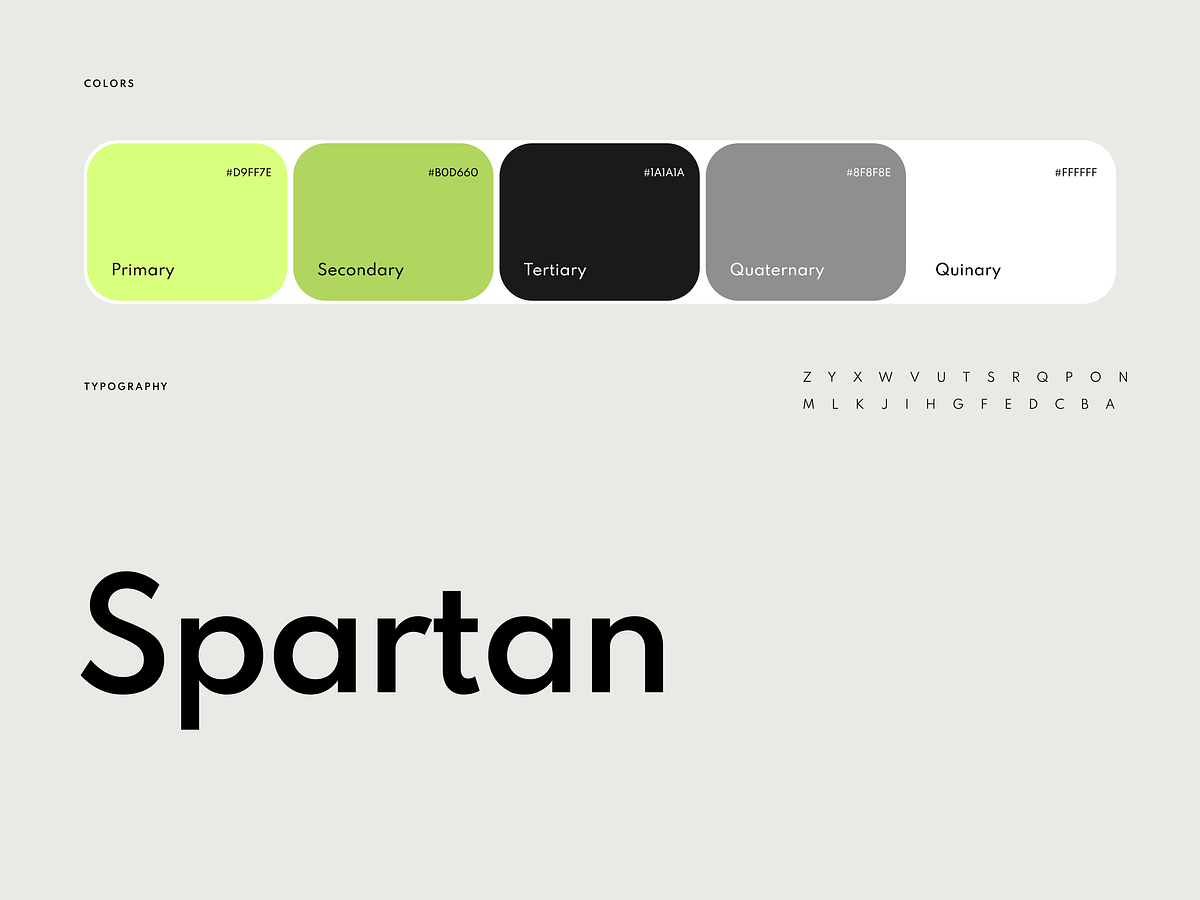 COLORS
#D9FF7E
#B0D660
#1A1A1A
#8F8F8E
#FFFFFF
Primary
Secondary
Tertiary
Quaternary
Quinary
TYPOGRAPHY
Z Y X W V U T S R Q P O N
M L K J I H G F E D C B A
Spartan